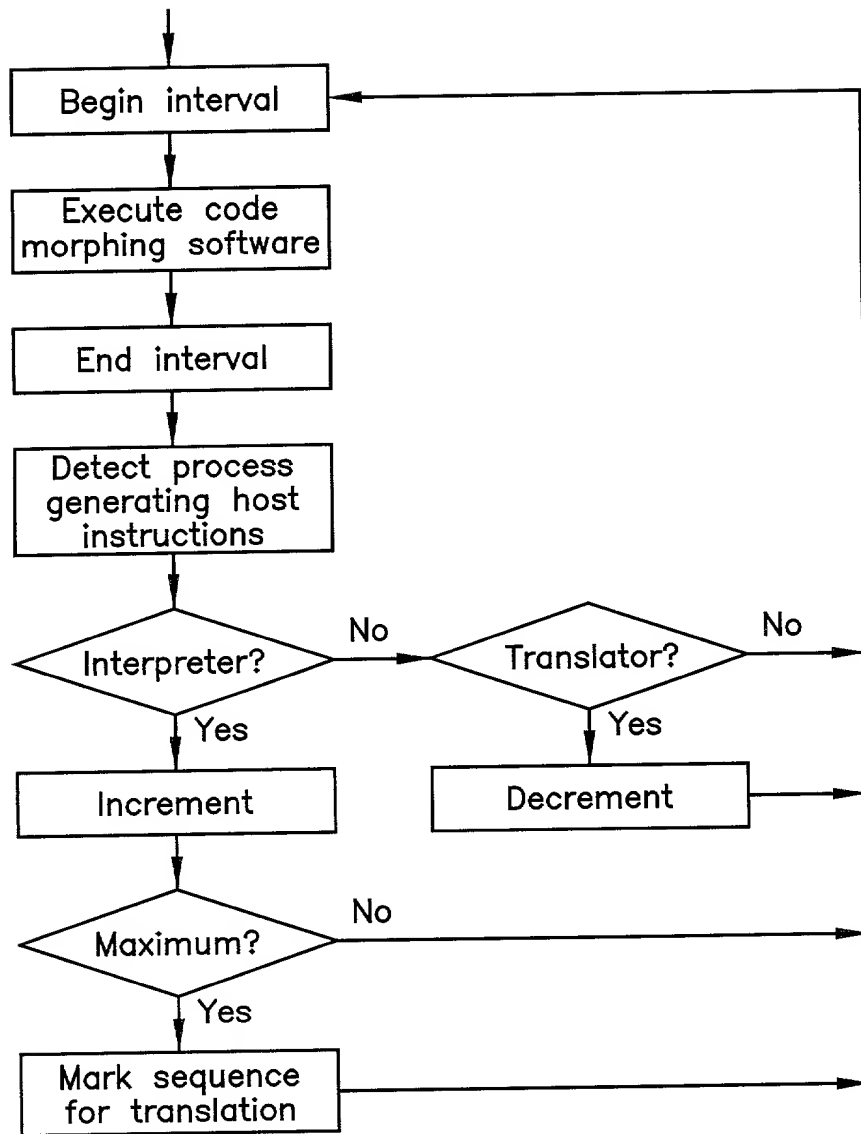 Begin interval
Execute code
morphing software
End interval
Detect process
generating host
instructions
Interpreter?
No
Translator?
No
Yes
Yes
Increment
Decrement
Maximum?
No
Yes
Mark sequence
for translation